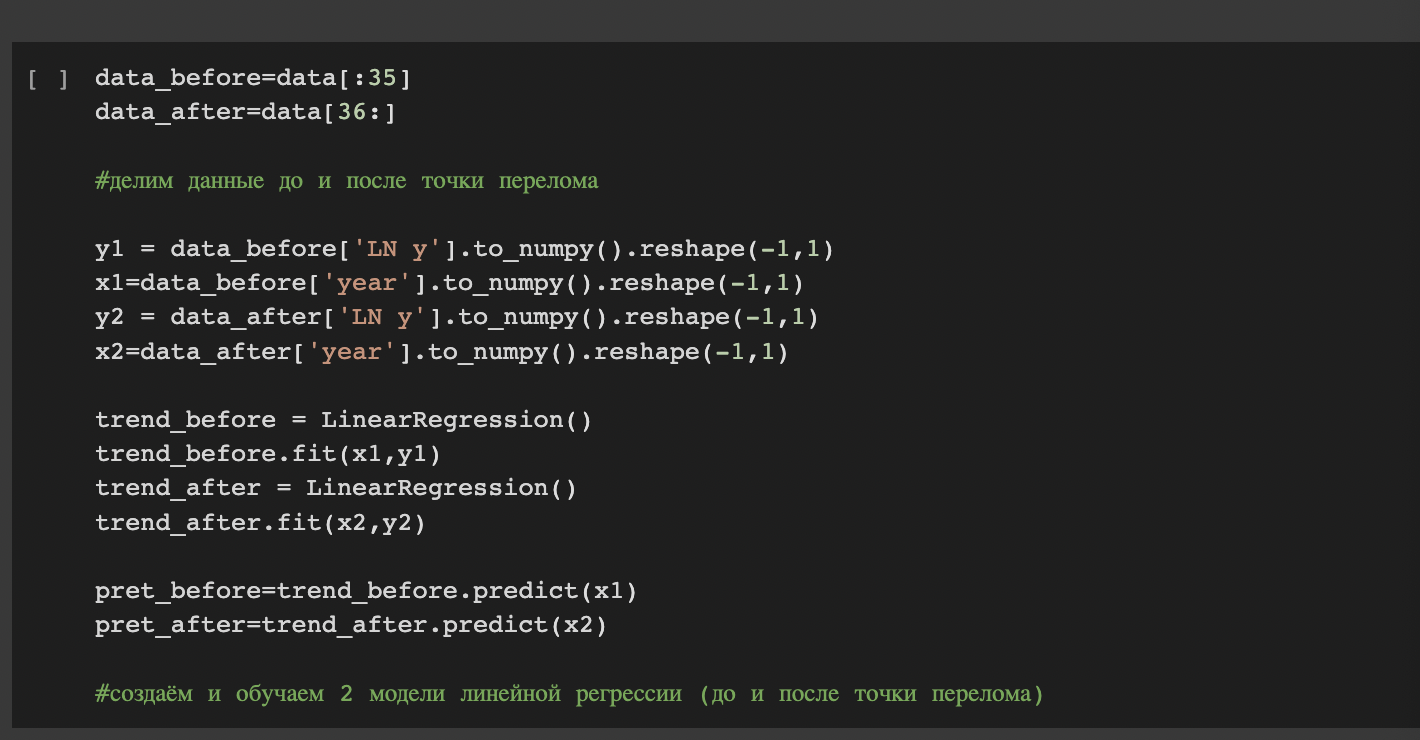 [ ] data_before=data[:35]
data_after=data[36:]
#делим данные до и после точки перелома
y1 = data_before['LN y'].to_numpy().reshape(-1,1)
x1=data_before['year'].to_numpy().reshape(-1,1)
y2 = data_after['LN y'].to_numpy().reshape(-1,1)
x2=data_after['year'].to_numpy().reshape(-1,1)
trend_before = LinearRegression()
trend_before.fit(x1,y1)
trend_after = LinearRegression()
trend_after.fit(x2,y2)
pret_before=trend_before.predict(x1)
pret_after=trend_after.predict(x2)
#создаём и обучаем 2 модели линейной регрессии (до и после точки перелома)